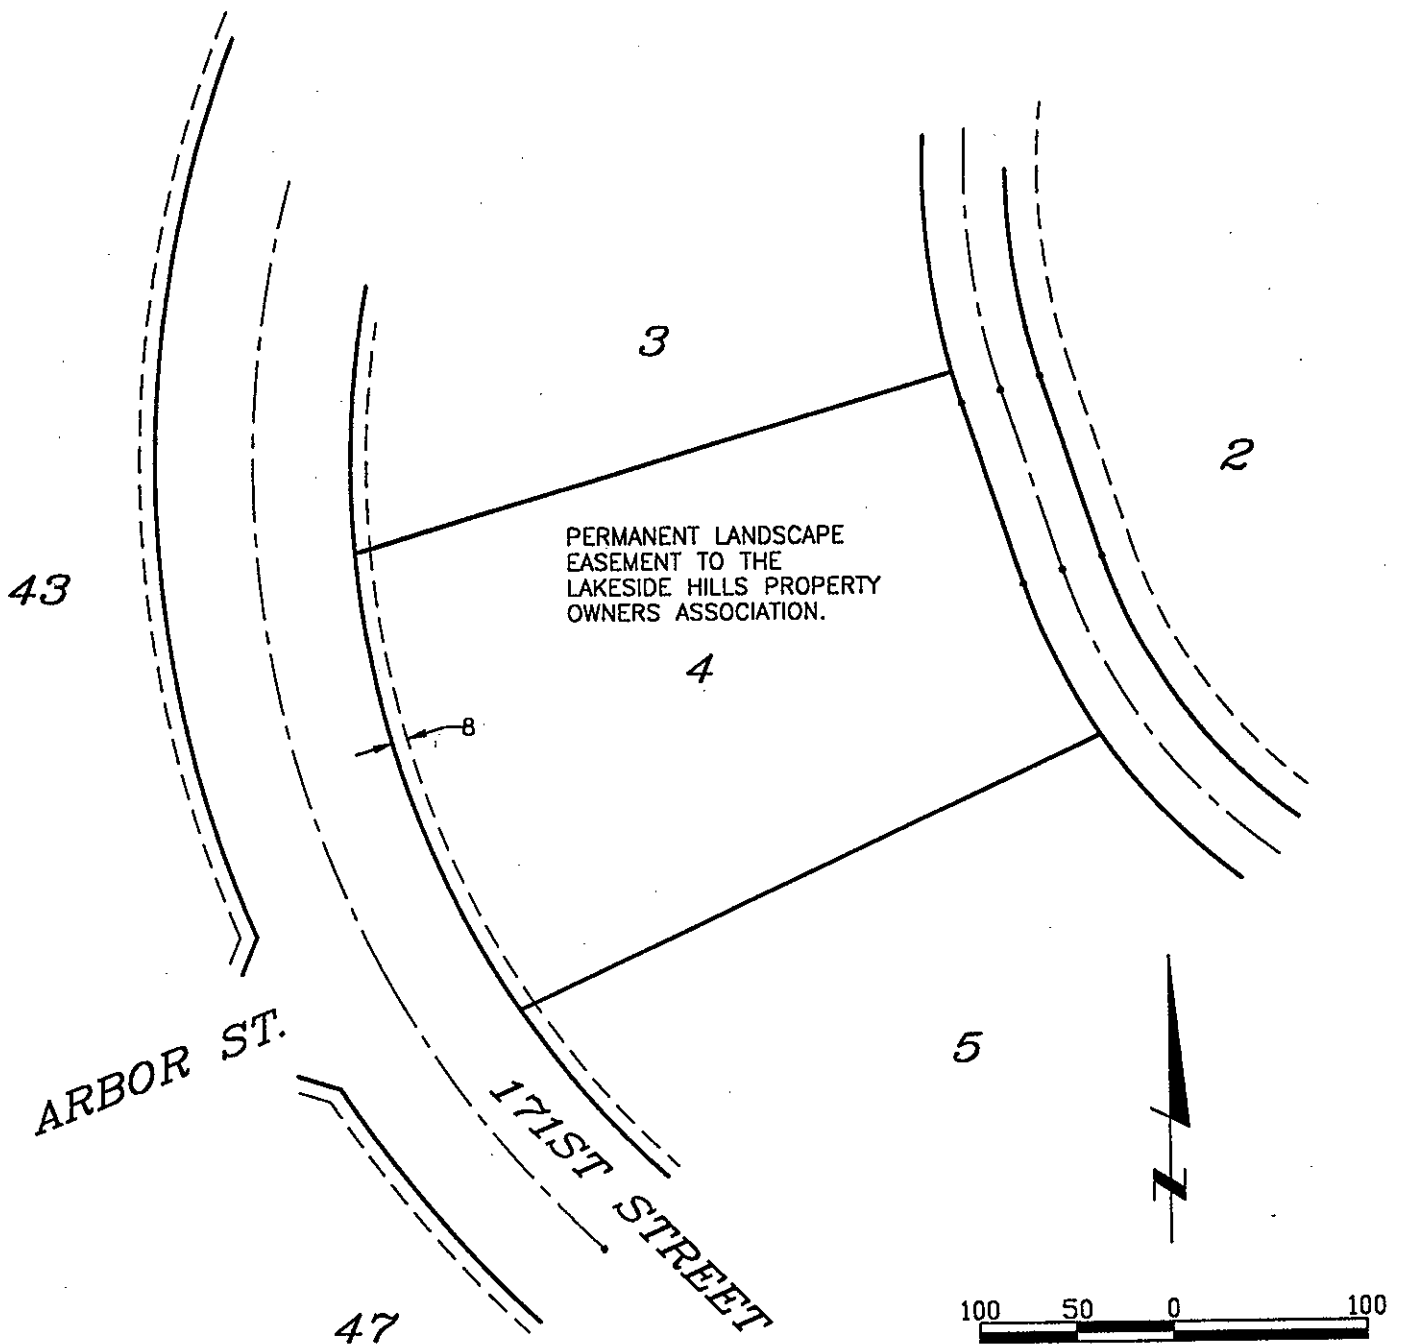 3
2
PERMANENT LANDSCAPE
EASEMENT TO THE
LAKESIDE HILLS PROPERTY
OWNERS ASSOCIATION.
43
4
8
ARBOR ST.
5
171ST STREET
N
47
100 50 0 100